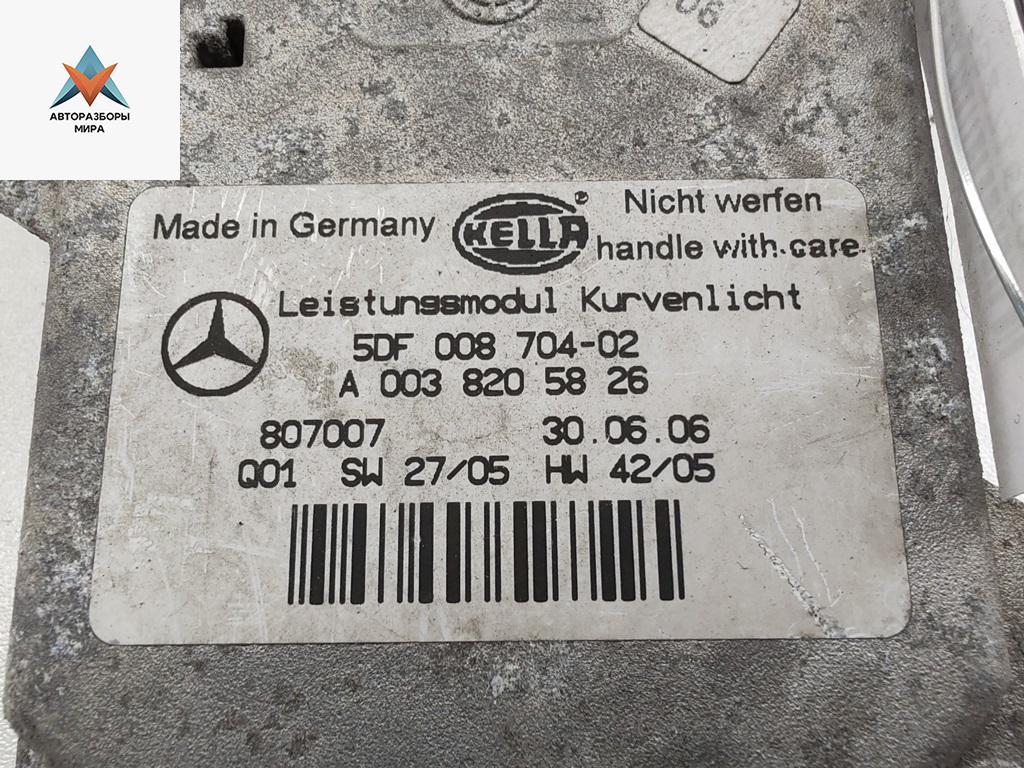 06
АВТОРАЗБОРЫ
МИРА
Made in Germany
HELLA
®
Nicht werfen
handle with care
Leistungsmodul Kurvenlicht
5DF 008 704-02
A 003 820 58 26
807007 30.06.06
Q01 SW 27/05 HW 42/05